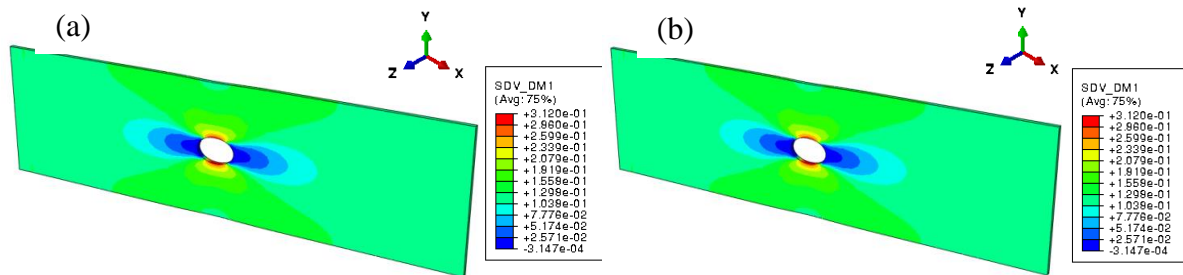 (a)
Y
Z
X
SDV_DM1
(Avg: 75%)
+3.120e-01
+2.860e-01
+2.599e-01
+2.339e-01
+2.079e-01
+1.819e-01
+1.559e-01
+1.298e-01
+1.038e-01
+7.776e-02
+5.174e-02
+2.571e-02
-3.147e-04
(b)
Y
Z
X
SDV_DM1
(Avg: 75%)
+3.120e-01
+2.860e-01
+2.599e-01
+2.339e-01
+2.079e-01
+1.819e-01
+1.559e-01
+1.298e-01
+1.038e-01
+7.776e-02
+5.174e-02
+2.571e-02
-3.147e-04